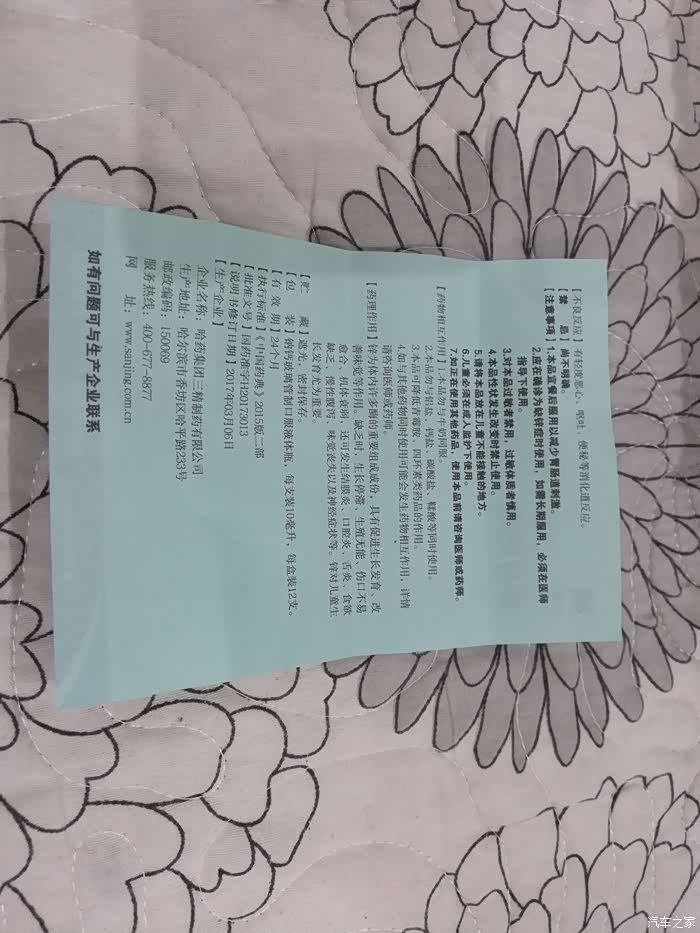 【不良反应】有轻度恶心、呕吐、便秘等消化道反应。
【禁 忌】尚不明确。
【注意事项】1.本品宜餐后服用以减少胃肠道刺激。
2.应在确诊为缺锌症时使用，如需长期服用，必须在医师
指导下使用。
3.对本品过敏者禁用，过敏体质者慎用。
4.本品性状发生改变时禁止使用。
5.请将本品放在儿童不能接触的地方。
6.儿童必须在成人监护下使用。
7.如正在使用其他药品，使用本品前请咨询医师或药师。
【药物相互作用】1.本品勿与牛奶同服。
2.本品勿与铝盐、钙盐、碳酸盐、鞣酸等同时使用。
3.本品可降低青霉胺、四环素类药品的作用。
4.如与其他药物同时使用可能会发生药物相互作用，详情
请咨询医师或药师。
【药理作用】锌为体内许多酶的重要组成成份，具有促进生长发育、改
善味觉等作用。缺乏时，生长停滞、生殖无能、伤口不易
愈合、机体衰弱，还可发生结膜炎、口腔炎、舌炎、食欲
缺乏、慢性腹泻、味觉丧失以及神经症状等。锌对儿童生
长发育尤为重要。
【贮 藏】遮光，密封保存。
【包 装】钠钙玻璃管制口服液体瓶，每支装10毫升，每盒装12支。
【有 效 期】24个月
【执行标准】《中国药典》2015版二部
【批准文号】国药准字H20173013
【说明书修订日期】2017年03月06日
【生产企业】
企业名称：哈药集团三精制药有限公司
生产地址：哈尔滨市香坊区哈平路233号
邮政编码：150069
服务热线：400-677-8877
网 址：www.sanjing.com.cn
如有问题可与生产企业联系
汽车之家